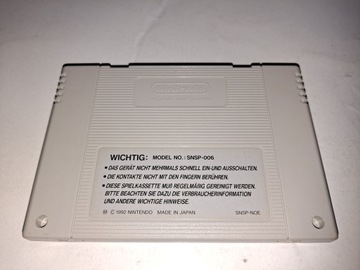 Nintendo
WICHTIG: MODEL NO.: SNSP-006
• DAS GERÄT NICHT MEHRMALS SCHNELL EIN-UND AUSSCHALTEN.
• DIE KONTAKTE NICHT MIT DEN FINGERN BERÜHREN.
• DIESE SPIELKASSETTE MUß REGELMÄßIG GEREINIGT WERDEN.
BITTE BEACHTEN SIE DAZU DIE VERBRAUCHERINFORMATION
UND ANDERE WICHTIGE HINWEISE.
© 1992 NINTENDO MADE IN JAPAN SNSP-NOE